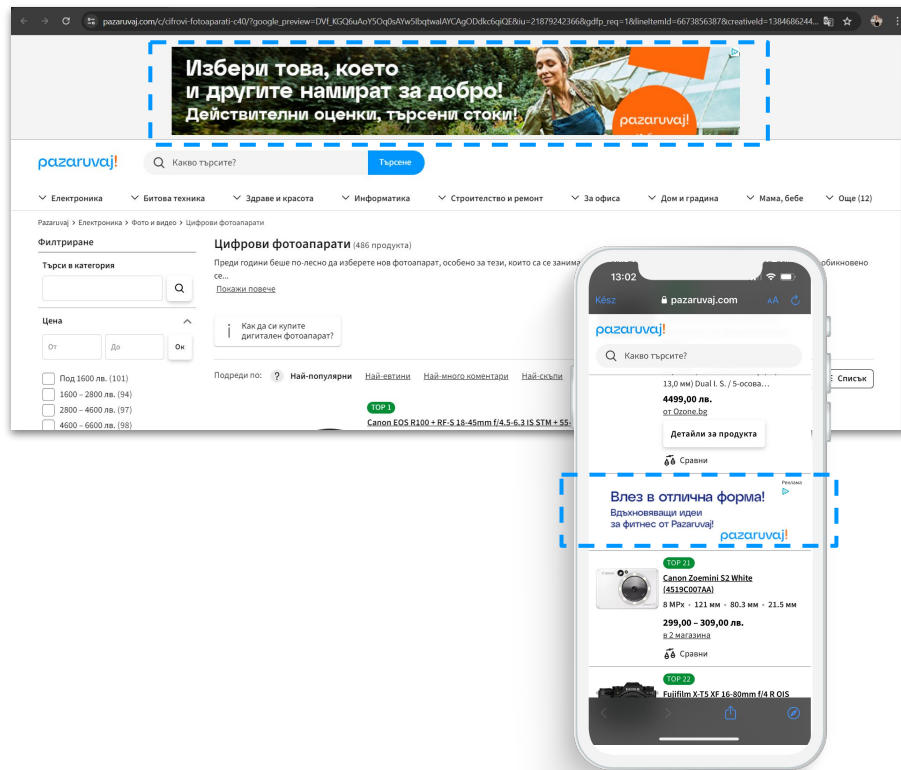 pazaruvaj.com/c/cifrovi-fotoaparati-c40/?google_preview=DVf_KGQ6uAoY5Oq0sAYw5IbqtwaIAYCAgODdkc6qiQE&iu=21879242366&gdfp_req=1&lineItemId=6673856387&creativeId=1384686244...
Избери това, което
и другите намират за добро!
Действителни оценки, търсени стоки!
pazaruvaj!
pazaruvaj!
Какво търсите?
Търсене
Електроника
Битова техника
Здраве и красота
Информатика
Строителство и ремонт
За офиса
Дом и градина
Мама, бебе
Още (12)
Pazaruvaj > Електроника > Фото и видео > Цифрови фотоапарати
Филтриране
Търси в категория
Цена
От
До
Ок
Под 1600 лв. (101)
1600 – 2800 лв. (94)
2800 – 4600 лв. (97)
4600 – 6600 лв. (98)
Цифрови фотоапарати (486 продукта)
Преди години беше по-лесно да изберете нов фотоапарат, особено за тези, които са се занима
обикновено
се...
Покажи повече
Как да си купите
дигитален фотоапарат?
Подреди по: ? Най-популярни Най-евтини Най-много коментари Най-скъпи
Списък
TOP 1
Canon EOS R100 + RF-S 18-45mm f/4.5-6.3 IS STM + 55-
13:02
Kész
pazaruvaj.com
AA
pazaruvaj!
Какво търсите?
13,0 мм) Dual I. S. / 5-осова...
4499,00 лв.
от Ozone.bg
Детайли за продукта
Сравни
Реклама
Влез в отлична форма!
Вдъхновяващи идеи
за фитнес от Pazaruvaj!
pazaruvaj!
TOP 21
Canon Zoemini S2 White
(4519C007AA)
8 MPx • 121 мм • 80.3 мм • 21.5 мм
299,00 – 309,00 лв.
в 2 магазина
Сравни
TOP 22
Fujifilm X-T5 XF 16-80mm f/4 R OIS